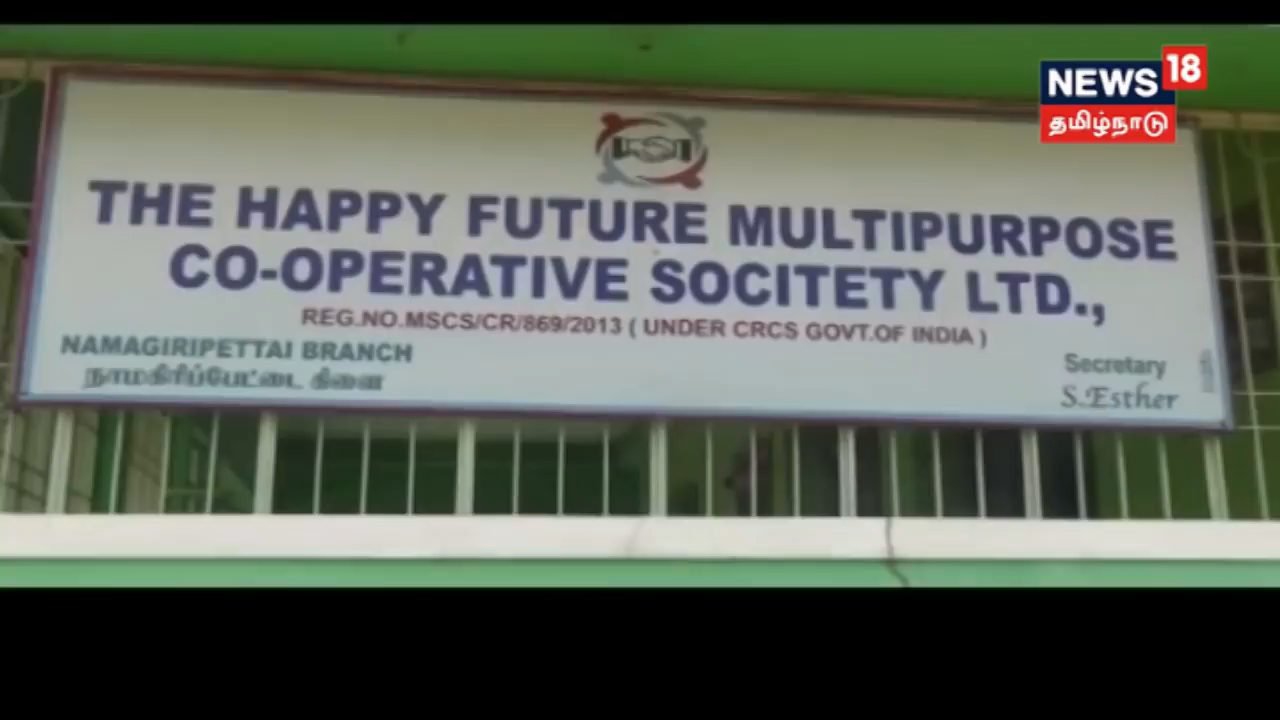 NEWS 18
தமிழ்நாடு
THE HAPPY FUTURE MULTIPURPOSE
CO-OPERATIVE SOCITETY LTD.,
REG.NO.MSCS/CR/869/2013 ( UNDER CRCS GOVT.OF INDIA )
NAMAGIRIPETTAI BRANCH
நாமகிரிப்பேட்டை கிளை
Secretary
S.Esther